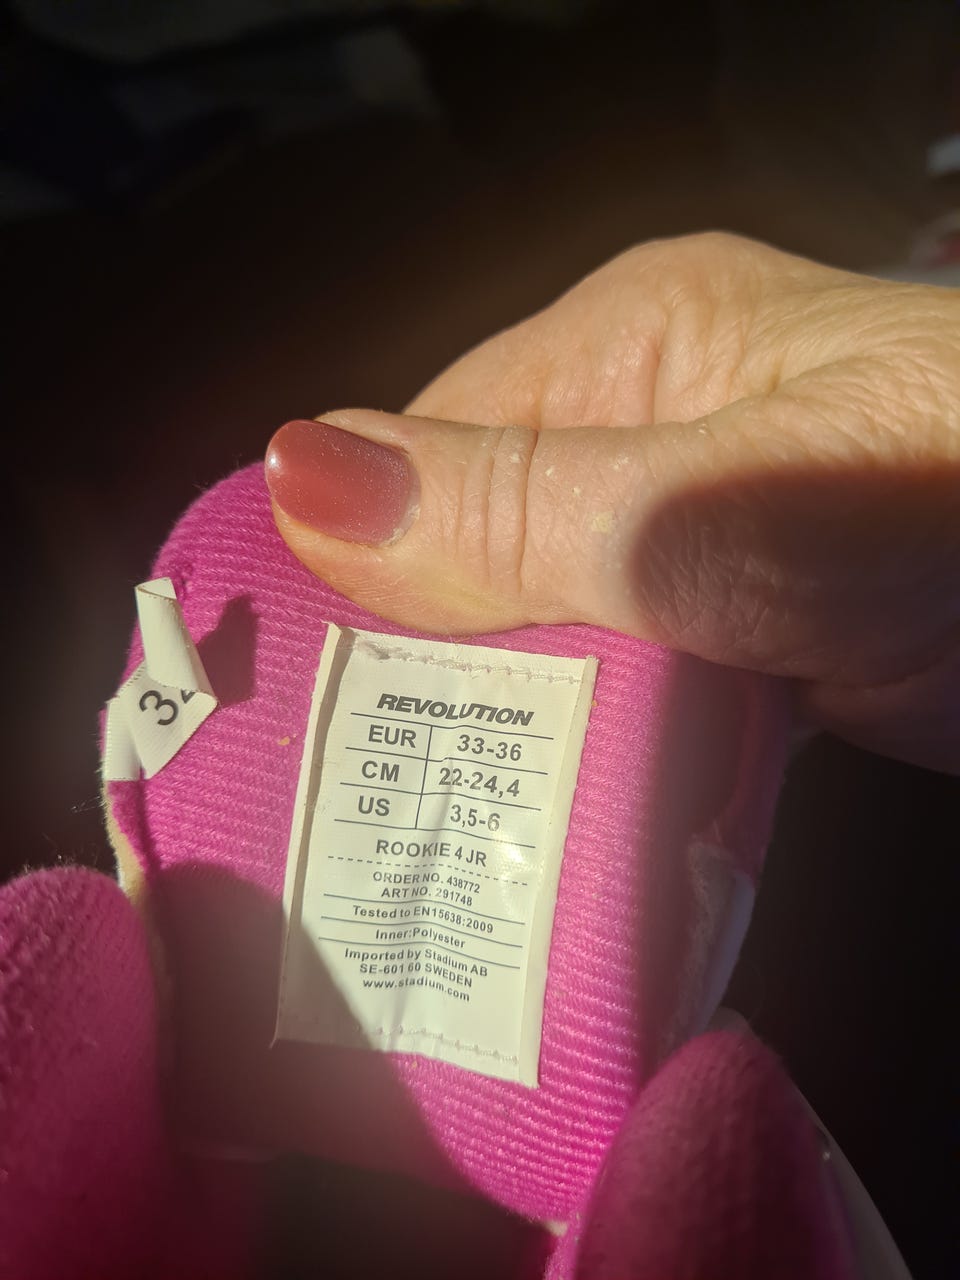 REVOLUTION
EUR 33-36
CM 22-24,4
US 3,5-6
ROOKIE 4 JR
ORDER NO. 438772
ART NO. 291748
Tested to EN15638:2009
Inner:Polyester
Imported by Stadium AB
SE-601 60 SWEDEN
www.stadium.com